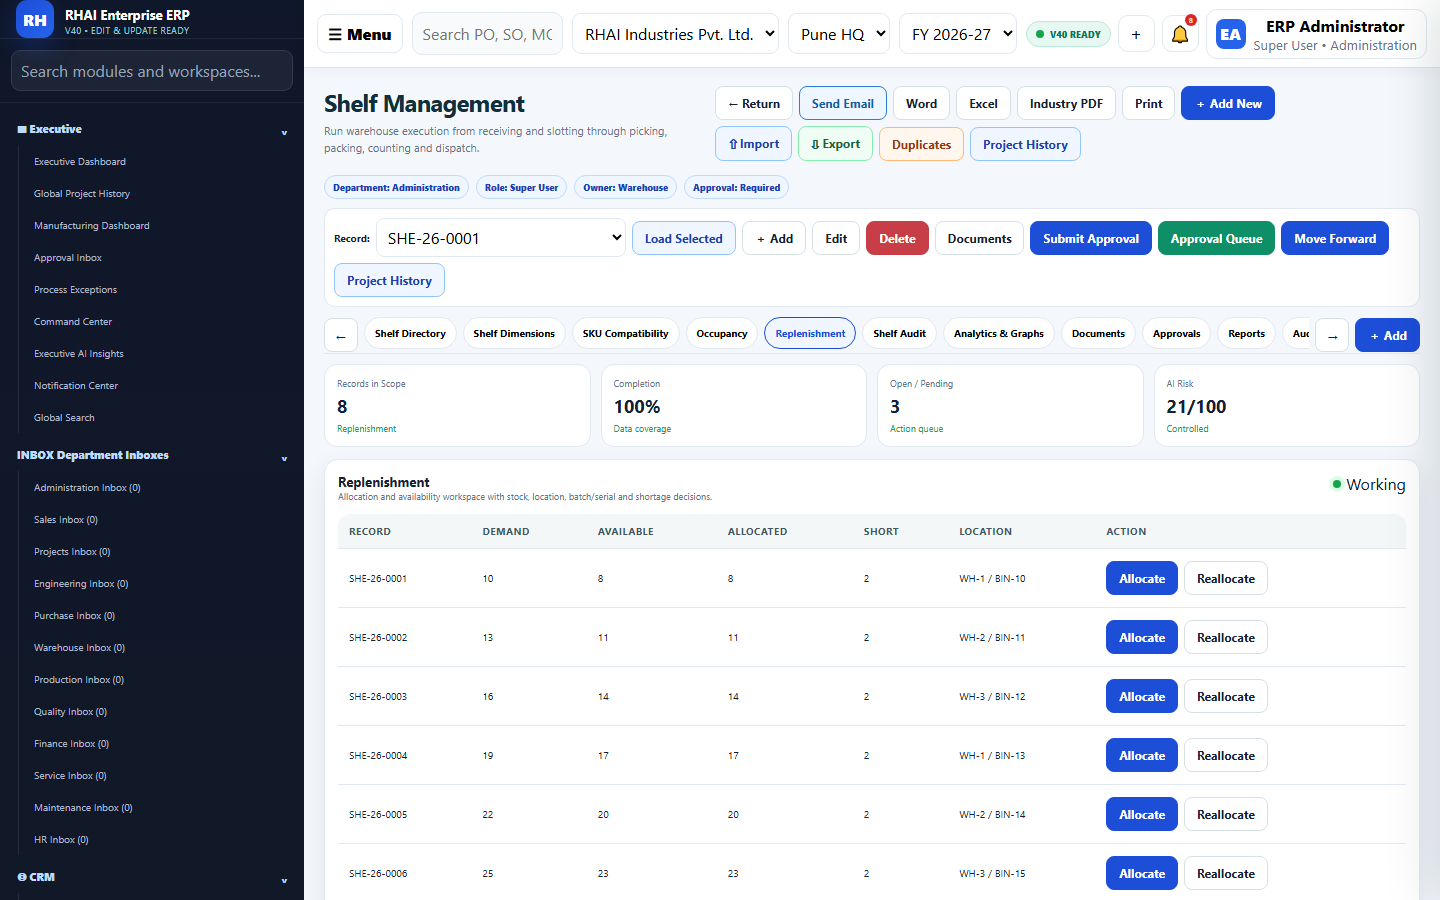 RH
RHAI Enterprise ERP
V40 • EDIT & UPDATE READY
Search modules and workspaces...
Executive
Executive Dashboard
Global Project History
Manufacturing Dashboard
Approval Inbox
Process Exceptions
Command Center
Executive AI Insights
Notification Center
Global Search
INBOX Department Inboxes
Administration Inbox (0)
Sales Inbox (0)
Projects Inbox (0)
Engineering Inbox (0)
Purchase Inbox (0)
Warehouse Inbox (0)
Production Inbox (0)
Quality Inbox (0)
Finance Inbox (0)
Service Inbox (0)
Maintenance Inbox (0)
HR Inbox (0)
CRM
☰ Menu
Search PO, SO, MC
RHAI Industries Pvt. Ltd.
Pune HQ
FY 2026-27
V40 READY
+
8
EA
ERP Administrator
Super User • Administration
Shelf Management
Run warehouse execution from receiving and slotting through picking,
packing, counting and dispatch.
← Return
Send Email
Word
Excel
Industry PDF
Print
+ Add New
⇧ Import
⇩ Export
Duplicates
Project History
Department: Administration
Role: Super User
Owner: Warehouse
Approval: Required
Record:
SHE-26-0001
Load Selected
+ Add
Edit
Delete
Documents
Submit Approval
Approval Queue
Move Forward
Project History
←
Shelf Directory
Shelf Dimensions
SKU Compatibility
Occupancy
Replenishment
Shelf Audit
Analytics & Graphs
Documents
Approvals
Reports
Auc
→
+ Add
Records in Scope
8
Replenishment
Completion
100%
Data coverage
Open / Pending
3
Action queue
AI Risk
21/100
Controlled
Replenishment
Allocation and availability workspace with stock, location, batch/serial and shortage decisions.
Working
RECORD DEMAND AVAILABLE ALLOCATED SHORT LOCATION ACTION
SHE-26-0001 10 8 8 2 WH-1 / BIN-10 Allocate Reallocate
SHE-26-0002 13 11 11 2 WH-2 / BIN-11 Allocate Reallocate
SHE-26-0003 16 14 14 2 WH-3 / BIN-12 Allocate Reallocate
SHE-26-0004 19 17 17 2 WH-1 / BIN-13 Allocate Reallocate
SHE-26-0005 22 20 20 2 WH-2 / BIN-14 Allocate Reallocate
SHE-26-0006 25 23 23 2 WH-3 / BIN-15 Allocate Reallocate